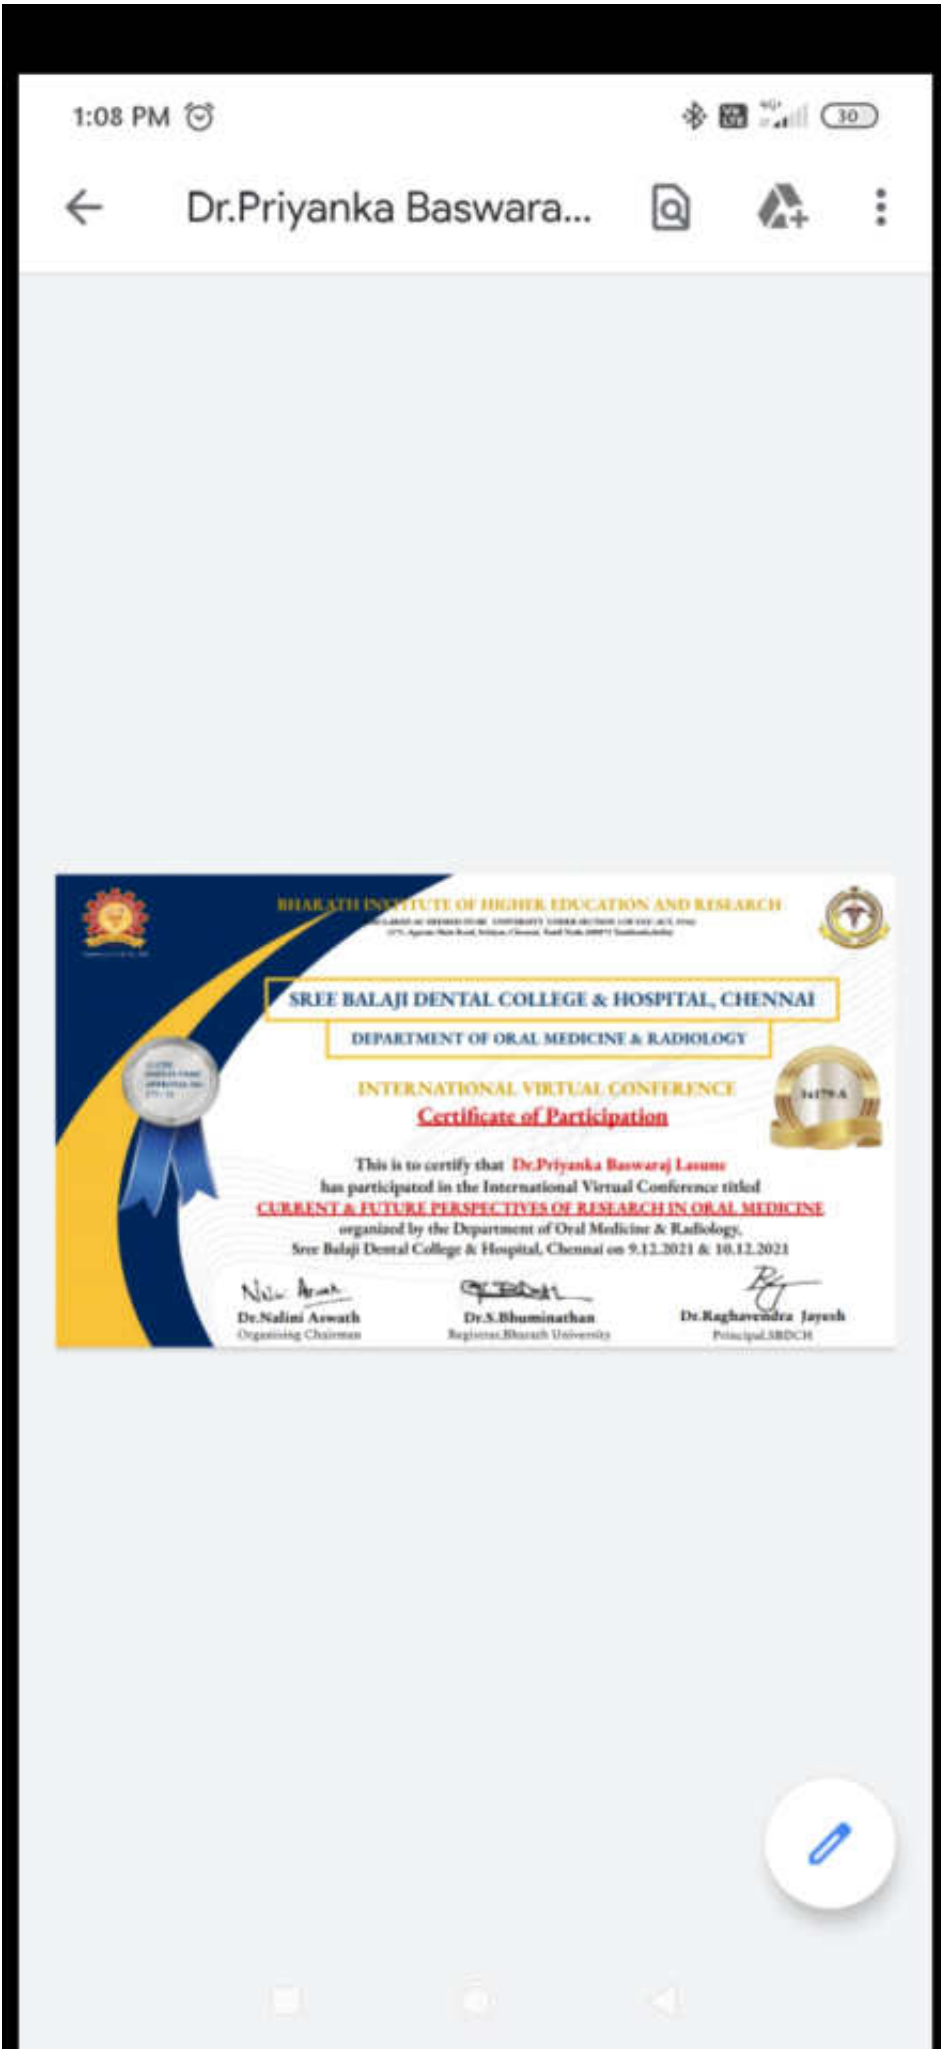 1:08 PM
30
Dr.Priyanka Baswara...
BHARATH INSTITUTE OF HIGHER EDUCATION AND RESEARCH
SREE BALAJI DENTAL COLLEGE & HOSPITAL, CHENNAI
DEPARTMENT OF ORAL MEDICINE & RADIOLOGY
INTERNATIONAL VIRTUAL CONFERENCE
Certificate of Participation
This is to certify that Dr.Priyanka Baswaraj Lasune
has participated in the International Virtual Conference titled
CURRENT & FUTURE PERSPECTIVES OF RESEARCH IN ORAL MEDICINE
organized by the Department of Oral Medicine & Radiology,
Sree Balaji Dental College & Hospital, Chennai on 9.12.2021 & 10.12.2021
Dr.Nalini Aswath
Organising Chairman
Dr.S.Bhuminathan
Registrar,Bharath University
Dr.Raghavendra Jayesh
Principal,SBDCH